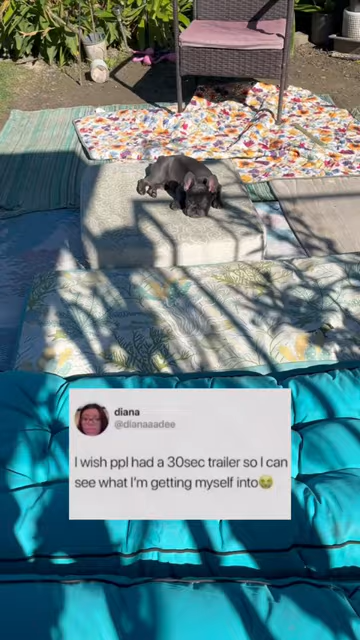 diana
@dianaaadee
I wish ppl had a 30sec trailer so I can
see what I'm getting myself into😭